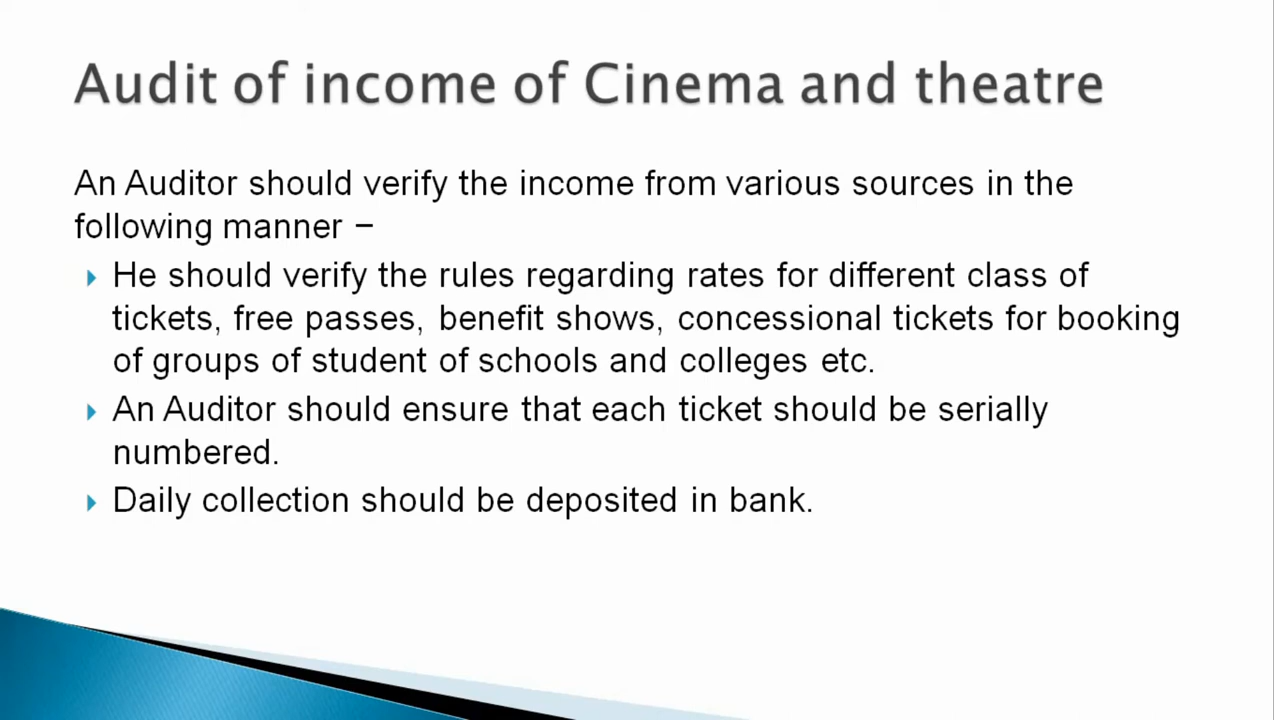 Audit of income of Cinema and theatre
An Auditor should verify the income from various sources in the
following manner −
He should verify the rules regarding rates for different class of
tickets, free passes, benefit shows, concessional tickets for booking
of groups of student of schools and colleges etc.
An Auditor should ensure that each ticket should be serially
numbered.
Daily collection should be deposited in bank.